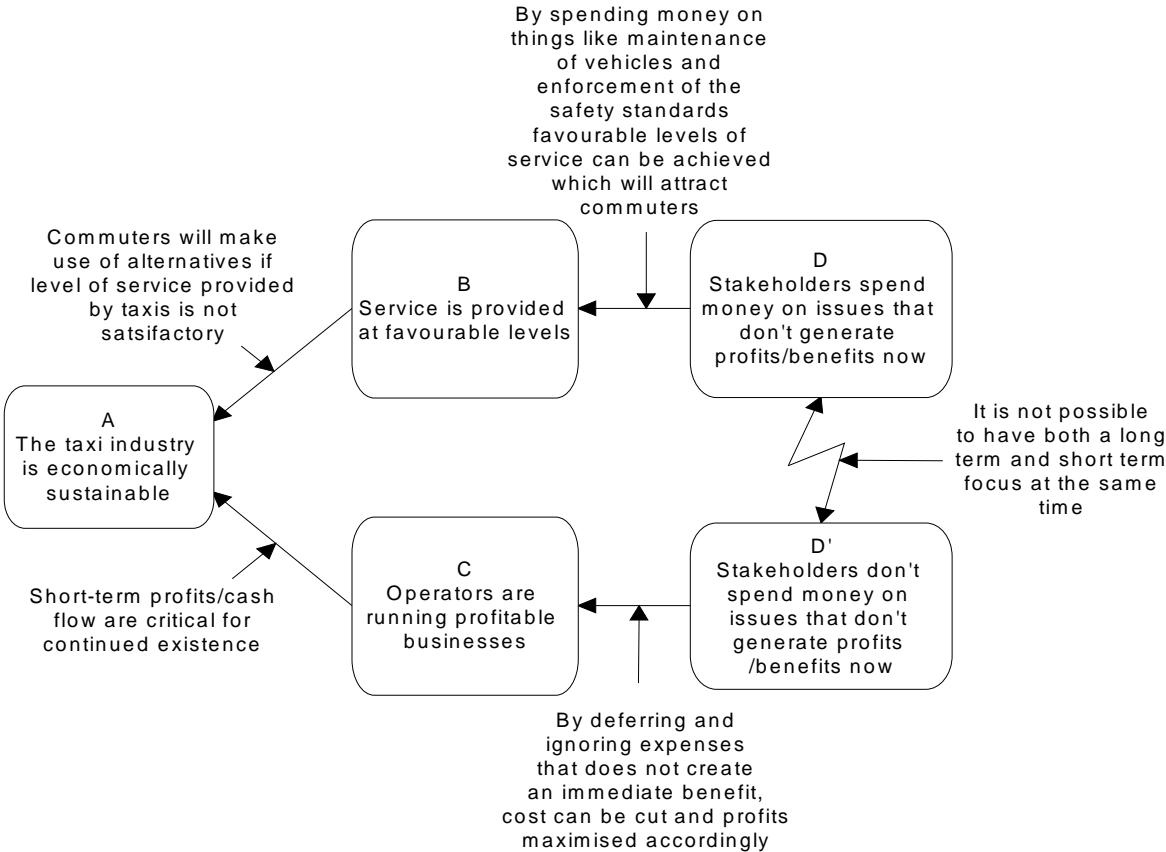 By spending money on
things like maintenance
of vehicles and
enforcement of the
safety standards
favourable levels of
service can be achieved
which will attract
commuters
Commuters will make
use of alternatives if
level of service provided
by taxis is not
satsifactory
B
Service is provided
at favourable levels
D
Stakeholders spend
money on issues that
don't generate
profits/benefits now
A
The taxi industry
is economically
sustainable
It is not possible
to have both a long
term and short term
focus at the same
time
Short-term profits/cash
flow are critical for
continued existence
C
Operators are
running profitable
businesses
D'
Stakeholders don't
spend money on
issues that don't
generate profits
/benefits now
By deferring and
ignoring expenses
that does not create
an immediate benefit,
cost can be cut and profits
maximised accordingly